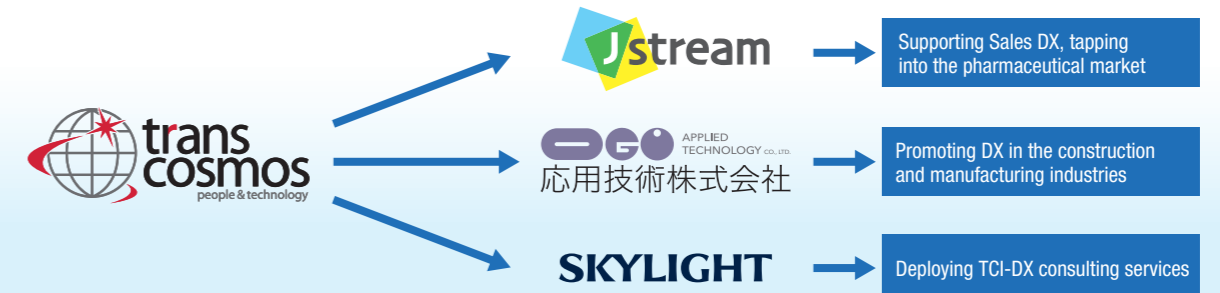 trans
cosmos
people & technology
Jstream
Supporting Sales DX, tapping
into the pharmaceutical market
OGI
APPLIED
TECHNOLOGY CO., LTD.
応用技術株式会社
Promoting DX in the construction
and manufacturing industries
SKYLIGHT
Deploying TCI-DX consulting services